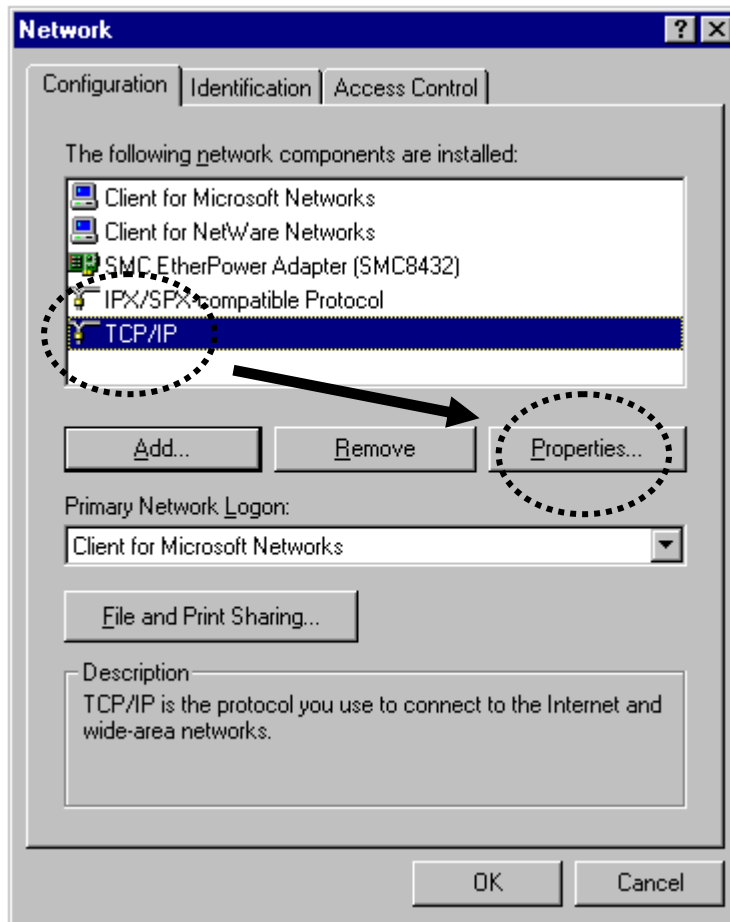 Network
Configuration Identification Access Control
The following network components are installed:
Client for Microsoft Networks
Client for NetWare Networks
SMC EtherPower Adapter (SMC8432)
IPX/SPX-compatible Protocol
TCP/IP
Add... Remove Properties...
Primary Network Logon:
Client for Microsoft Networks
File and Print Sharing...
Description
TCP/IP is the protocol you use to connect to the Internet and
wide-area networks.
OK Cancel